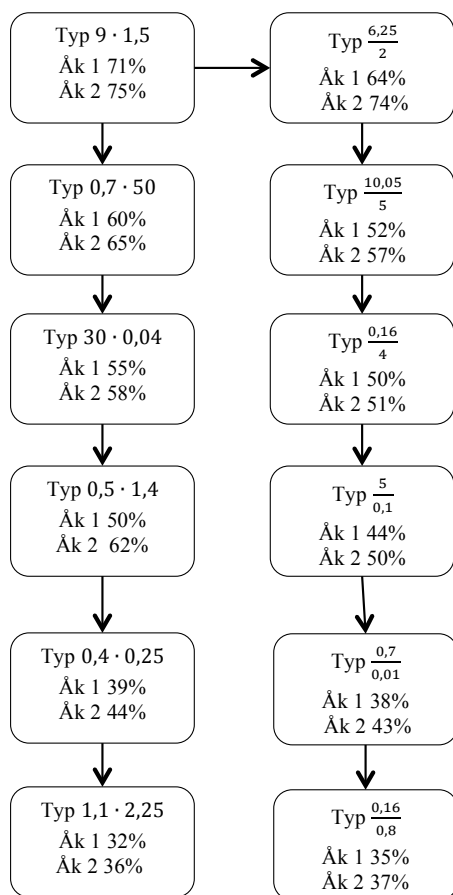 Typ 9 · 1,5
Åk 1 71%
Åk 2 75%
Typ 0,7 · 50
Åk 1 60%
Åk 2 65%
Typ 30 · 0,04
Åk 1 55%
Åk 2 58%
Typ 0,5 · 1,4
Åk 1 50%
Åk 2 62%
Typ 0,4 · 0,25
Åk 1 39%
Åk 2 44%
Typ 1,1 · 2,25
Åk 1 32%
Åk 2 36%
Typ 6,25/2
Åk 1 64%
Åk 2 74%
Typ 10,05/5
Åk 1 52%
Åk 2 57%
Typ 0,16/4
Åk 1 50%
Åk 2 51%
Typ 5/0,1
Åk 1 44%
Åk 2 50%
Typ 0,7/0,01
Åk 1 38%
Åk 2 43%
Typ 0,16/0,8
Åk 1 35%
Åk 2 37%